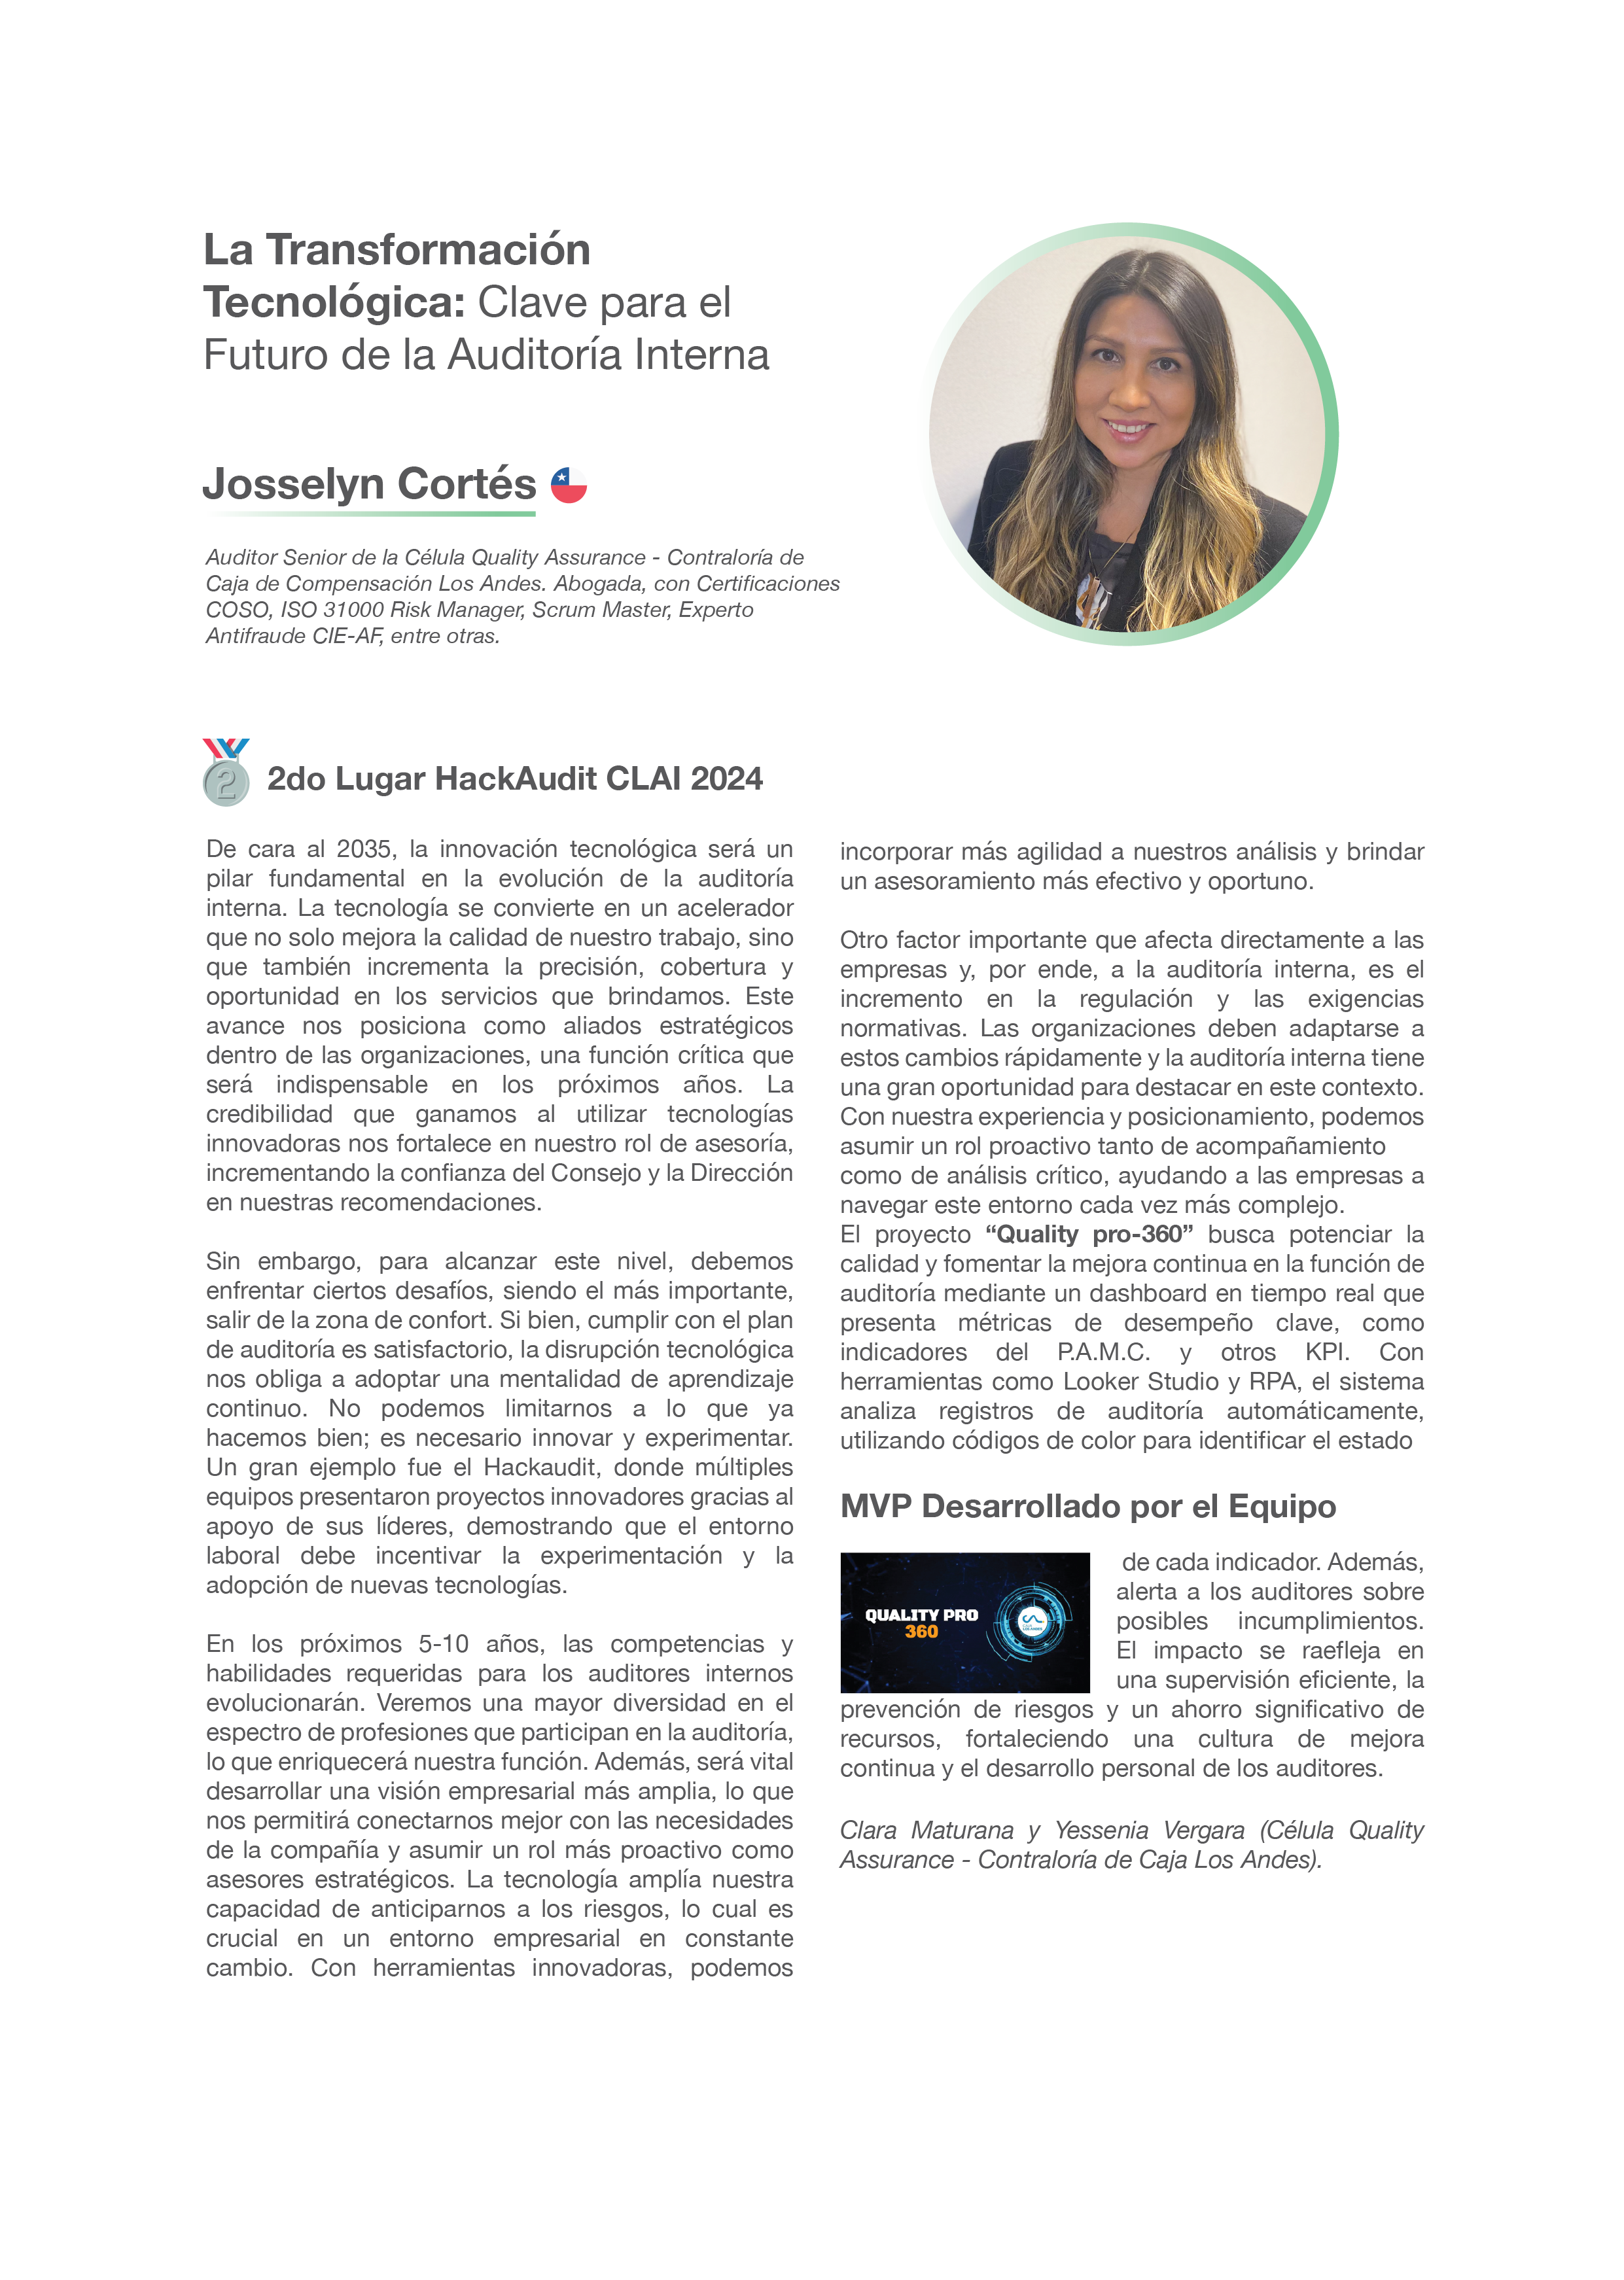 La Transformación
Tecnológica: Clave para el
Futuro de la Auditoría Interna
Josselyn Cortés
Auditor Senior de la Célula Quality Assurance - Contraloría de
Caja de Compensación Los Andes. Abogada, con Certificaciones
COSO, ISO 31000 Risk Manager, Scrum Master, Experto
Antifraude CIE-AF, entre otras.
2
2do Lugar HackAudit CLAI 2024
De cara al 2035, la innovación tecnológica será un
pilar fundamental en la evolución de la auditoría
interna. La tecnología se convierte en un acelerador
que no solo mejora la calidad de nuestro trabajo, sino
que también incrementa la precisión, cobertura y
oportunidad en los servicios que brindamos. Este
avance nos posiciona como aliados estratégicos
dentro de las organizaciones, una función crítica que
será indispensable en los próximos años. La
credibilidad que ganamos al utilizar tecnologías
innovadoras nos fortalece en nuestro rol de asesoría,
incrementando la confianza del Consejo y la Dirección
en nuestras recomendaciones.
Sin embargo, para alcanzar este nivel, debemos
enfrentar ciertos desafíos, siendo el más importante,
salir de la zona de confort. Si bien, cumplir con el plan
de auditoría es satisfactorio, la disrupción tecnológica
nos obliga a adoptar una mentalidad de aprendizaje
continuo. No podemos limitarnos a lo que ya
hacemos bien; es necesario innovar y experimentar.
Un gran ejemplo fue el Hackaudit, donde múltiples
equipos presentaron proyectos innovadores gracias al
apoyo de sus líderes, demostrando que el entorno
laboral debe incentivar la experimentación y la
adopción de nuevas tecnologías.
En los próximos 5-10 años, las competencias y
habilidades requeridas para los auditores internos
evolucionarán. Veremos una mayor diversidad en el
espectro de profesiones que participan en la auditoría,
lo que enriquecerá nuestra función. Además, será vital
desarrollar una visión empresarial más amplia, lo que
nos permitirá conectarnos mejor con las necesidades
de la compañía y asumir un rol más proactivo como
asesores estratégicos. La tecnología amplía nuestra
capacidad de anticiparnos a los riesgos, lo cual es
crucial en un entorno empresarial en constante
cambio. Con herramientas innovadoras, podemos
incorporar más agilidad a nuestros análisis y brindar
un asesoramiento más efectivo y oportuno.
Otro factor importante que afecta directamente a las
empresas y, por ende, a la auditoría interna, es el
incremento en la regulación y las exigencias
normativas. Las organizaciones deben adaptarse a
estos cambios rápidamente y la auditoría interna tiene
una gran oportunidad para destacar en este contexto.
Con nuestra experiencia y posicionamiento, podemos
asumir un rol proactivo tanto de acompañamiento
como de análisis crítico, ayudando a las empresas a
navegar este entorno cada vez más complejo.
El proyecto “Quality pro-360” busca potenciar la
calidad y fomentar la mejora continua en la función de
auditoría mediante un dashboard en tiempo real que
presenta métricas de desempeño clave, como
indicadores del P.A.M.C. y otros KPI. Con
herramientas como Looker Studio y RPA, el sistema
analiza registros de auditoría automáticamente,
utilizando códigos de color para identificar el estado
MVP Desarrollado por el Equipo
QUALITY PRO
360
de cada indicador. Además,
alerta a los auditores sobre
posibles incumplimientos.
El impacto se raefleja en
una supervisión eficiente, la
prevención de riesgos y un ahorro significativo de
recursos, fortaleciendo una cultura de mejora
continua y el desarrollo personal de los auditores.
Clara Maturana y Yessenia Vergara (Célula Quality
Assurance - Contraloría de Caja Los Andes).